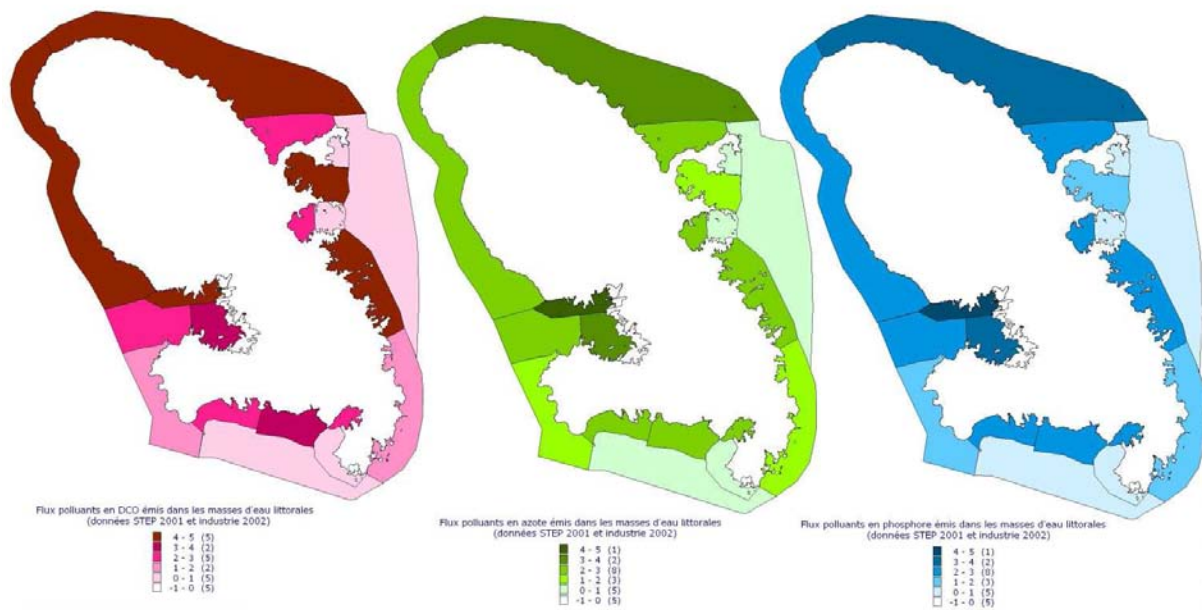 Flux polluants en DCO émis dans les masses d'eau littorales
(données STEP 2001 et industrie 2002)
4 - 5 (5)
3 - 4 (2)
2 - 3 (5)
1 - 2 (2)
0 - 1 (5)
-1 - 0 (5)
Flux polluants en azote émis dans les masses d'eau littorales
(données STEP 2001 et industrie 2002)
4 - 5 (1)
3 - 4 (2)
2 - 3 (8)
1 - 2 (3)
0 - 1 (5)
-1 - 0 (5)
Flux polluants en phosphore émis dans les masses d'eau littorales
(données STEP 2001 et industrie 2002)
4 - 5 (1)
3 - 4 (2)
2 - 3 (8)
1 - 2 (3)
0 - 1 (5)
-1 - 0 (5)